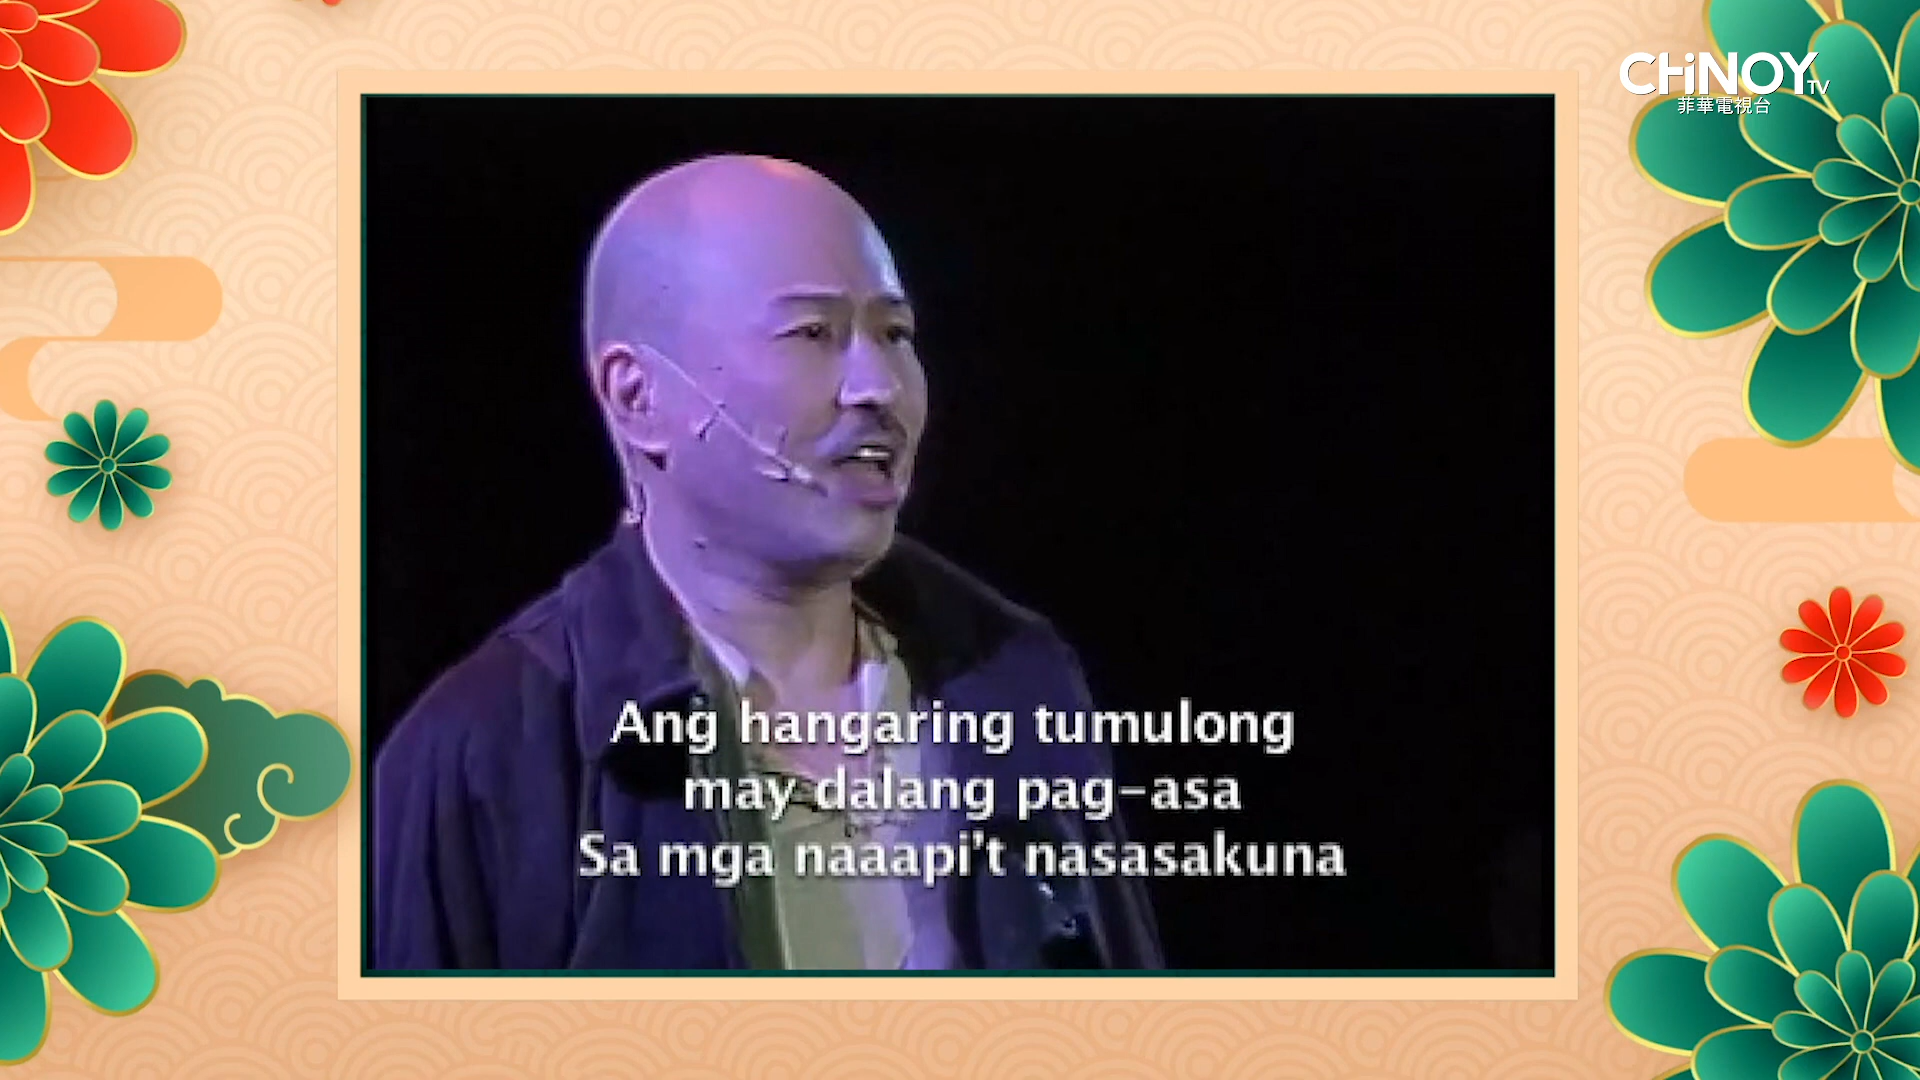 CHiNOY TV
菲華電視台
Ang hangaring tumulong
may dalang pag-asa
Sa mga naaapi't nasasakuna